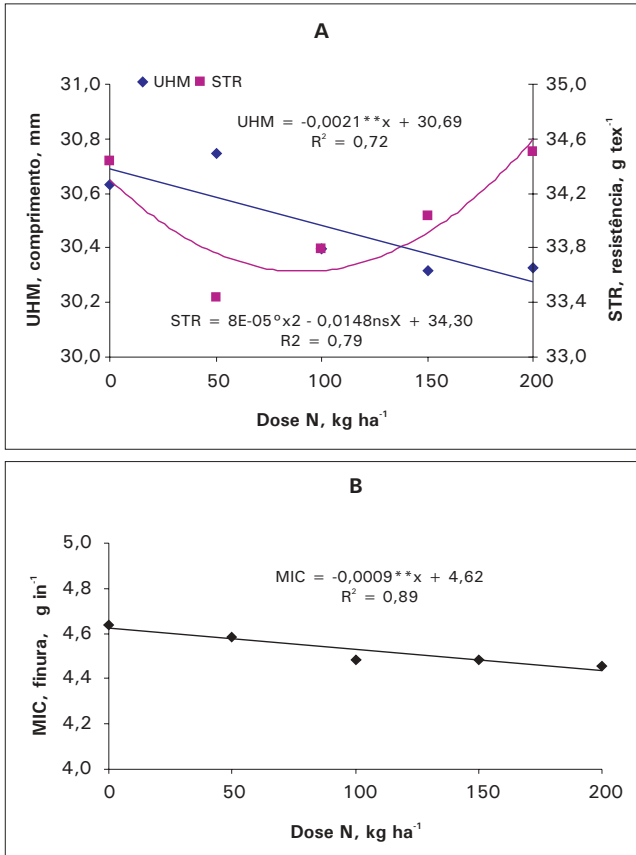 A
UHM STR
31,0
30,8
30,6
30,4
30,2
30,0
UHM, comprimento, mm
UHM = -0,0021**x + 30,69
R² = 0,72
STR = 8E-05ºx2 - 0,0148nsX + 34,30
R2 = 0,79
35,0
34,6
34,2
33,8
33,6
33,0
STR, resistência, g tex⁻¹
0 50 100 150 200
Dose N, kg ha⁻¹
B
5,0
4,8
4,6
4,4
4,2
4,0
MIC, finura, g in⁻¹
MIC = -0,0009**x + 4,62
R² = 0,89
0 50 100 150 200
Dose N, kg ha⁻¹